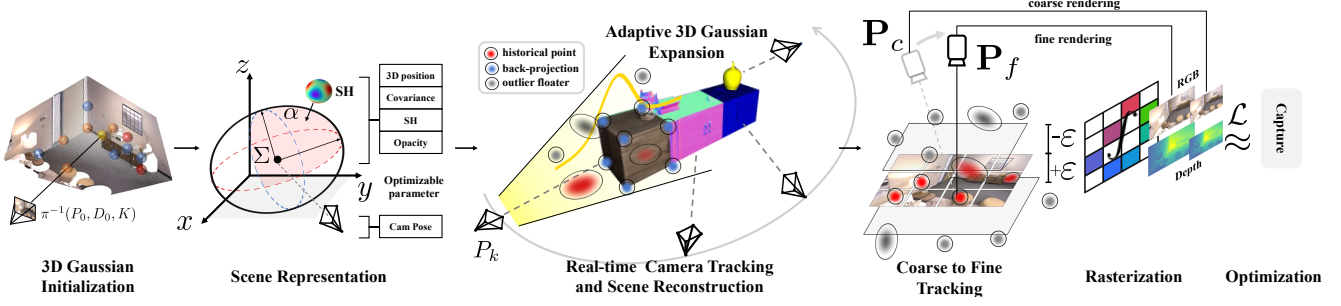 coarse rendering
fine rendering
P_c
P_f
Adaptive 3D Gaussian
Expansion
historical point
back-projection
outlier floater
z
SH
α
Σ
y
x
3D position
Covariance
SH
Opacity
Optimizable
parameter
Cam Pose
π^{-1}(P_0, D_0, K)
P_k
-ε
+ε
RGB
∫
Depth
ℒ
≈
Capture
3D Gaussian
Initialization
Scene Representation
Real-time Camera Tracking
and Scene Reconstruction
Coarse to Fine
Tracking
Rasterization
Optimization